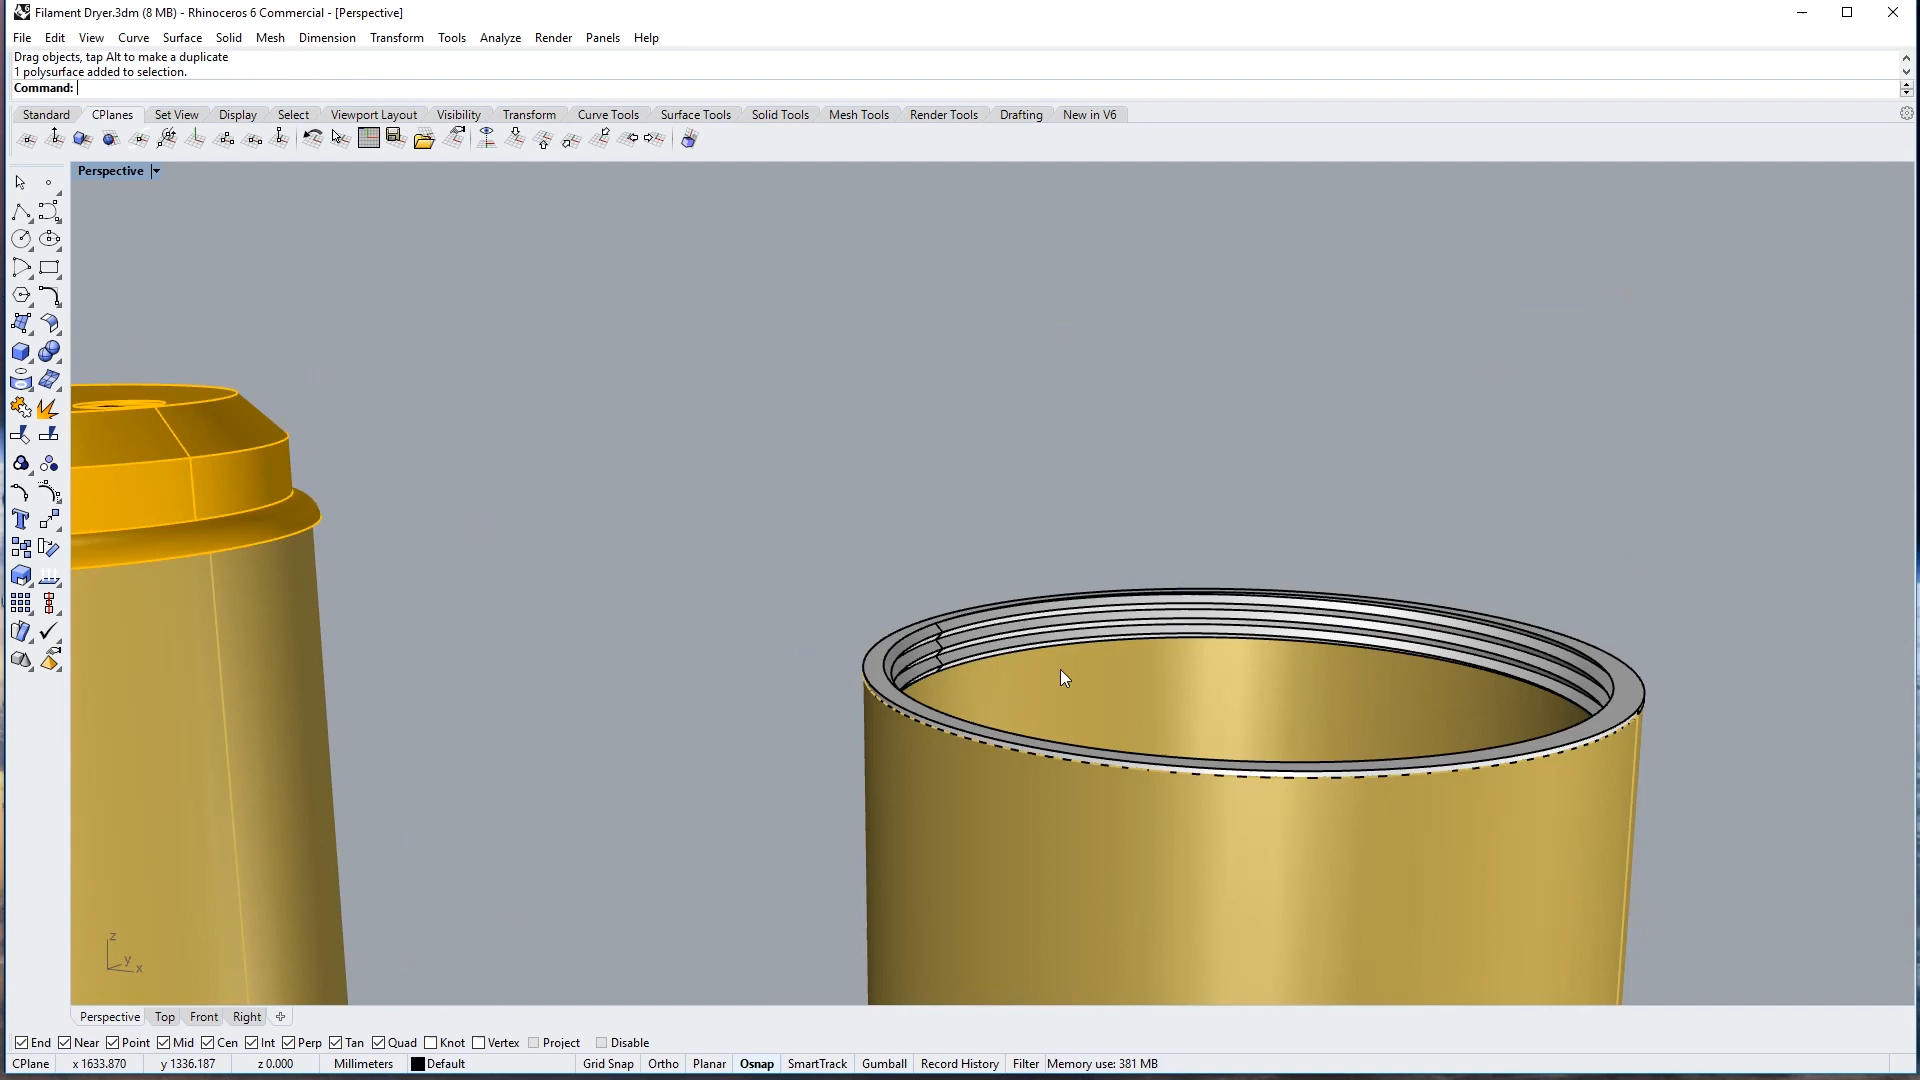 Filament Dryer.3dm (8 MB) - Rhinoceros 6 Commercial - [Perspective]
File Edit View Curve Surface Solid Mesh Dimension Transform Tools Analyze Render Panels Help
Drag objects, tap Alt to make a duplicate
1 polysurface added to selection.
Command:
Standard CPlanes Set View Display Select Viewport Layout Visibility Transform Curve Tools Surface Tools Solid Tools Mesh Tools Render Tools Drafting New in V6
Perspective
z
y
x
Perspective Top Front Right
End Near Point Mid Cen Int Perp Tan Quad Knot Vertex Project Disable
CPlane x 1633.870 y 1336.187 z 0.000 Millimeters Default Grid Snap Ortho Planar Osnap SmartTrack Gumball Record History Filter Memory use: 381 MB